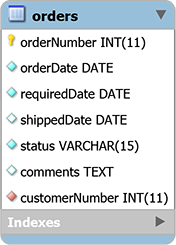 orders
orderNumber INT(11)
orderDate DATE
requiredDate DATE
shippedDate DATE
status VARCHAR(15)
comments TEXT
customerNumber INT(11)
Indexes